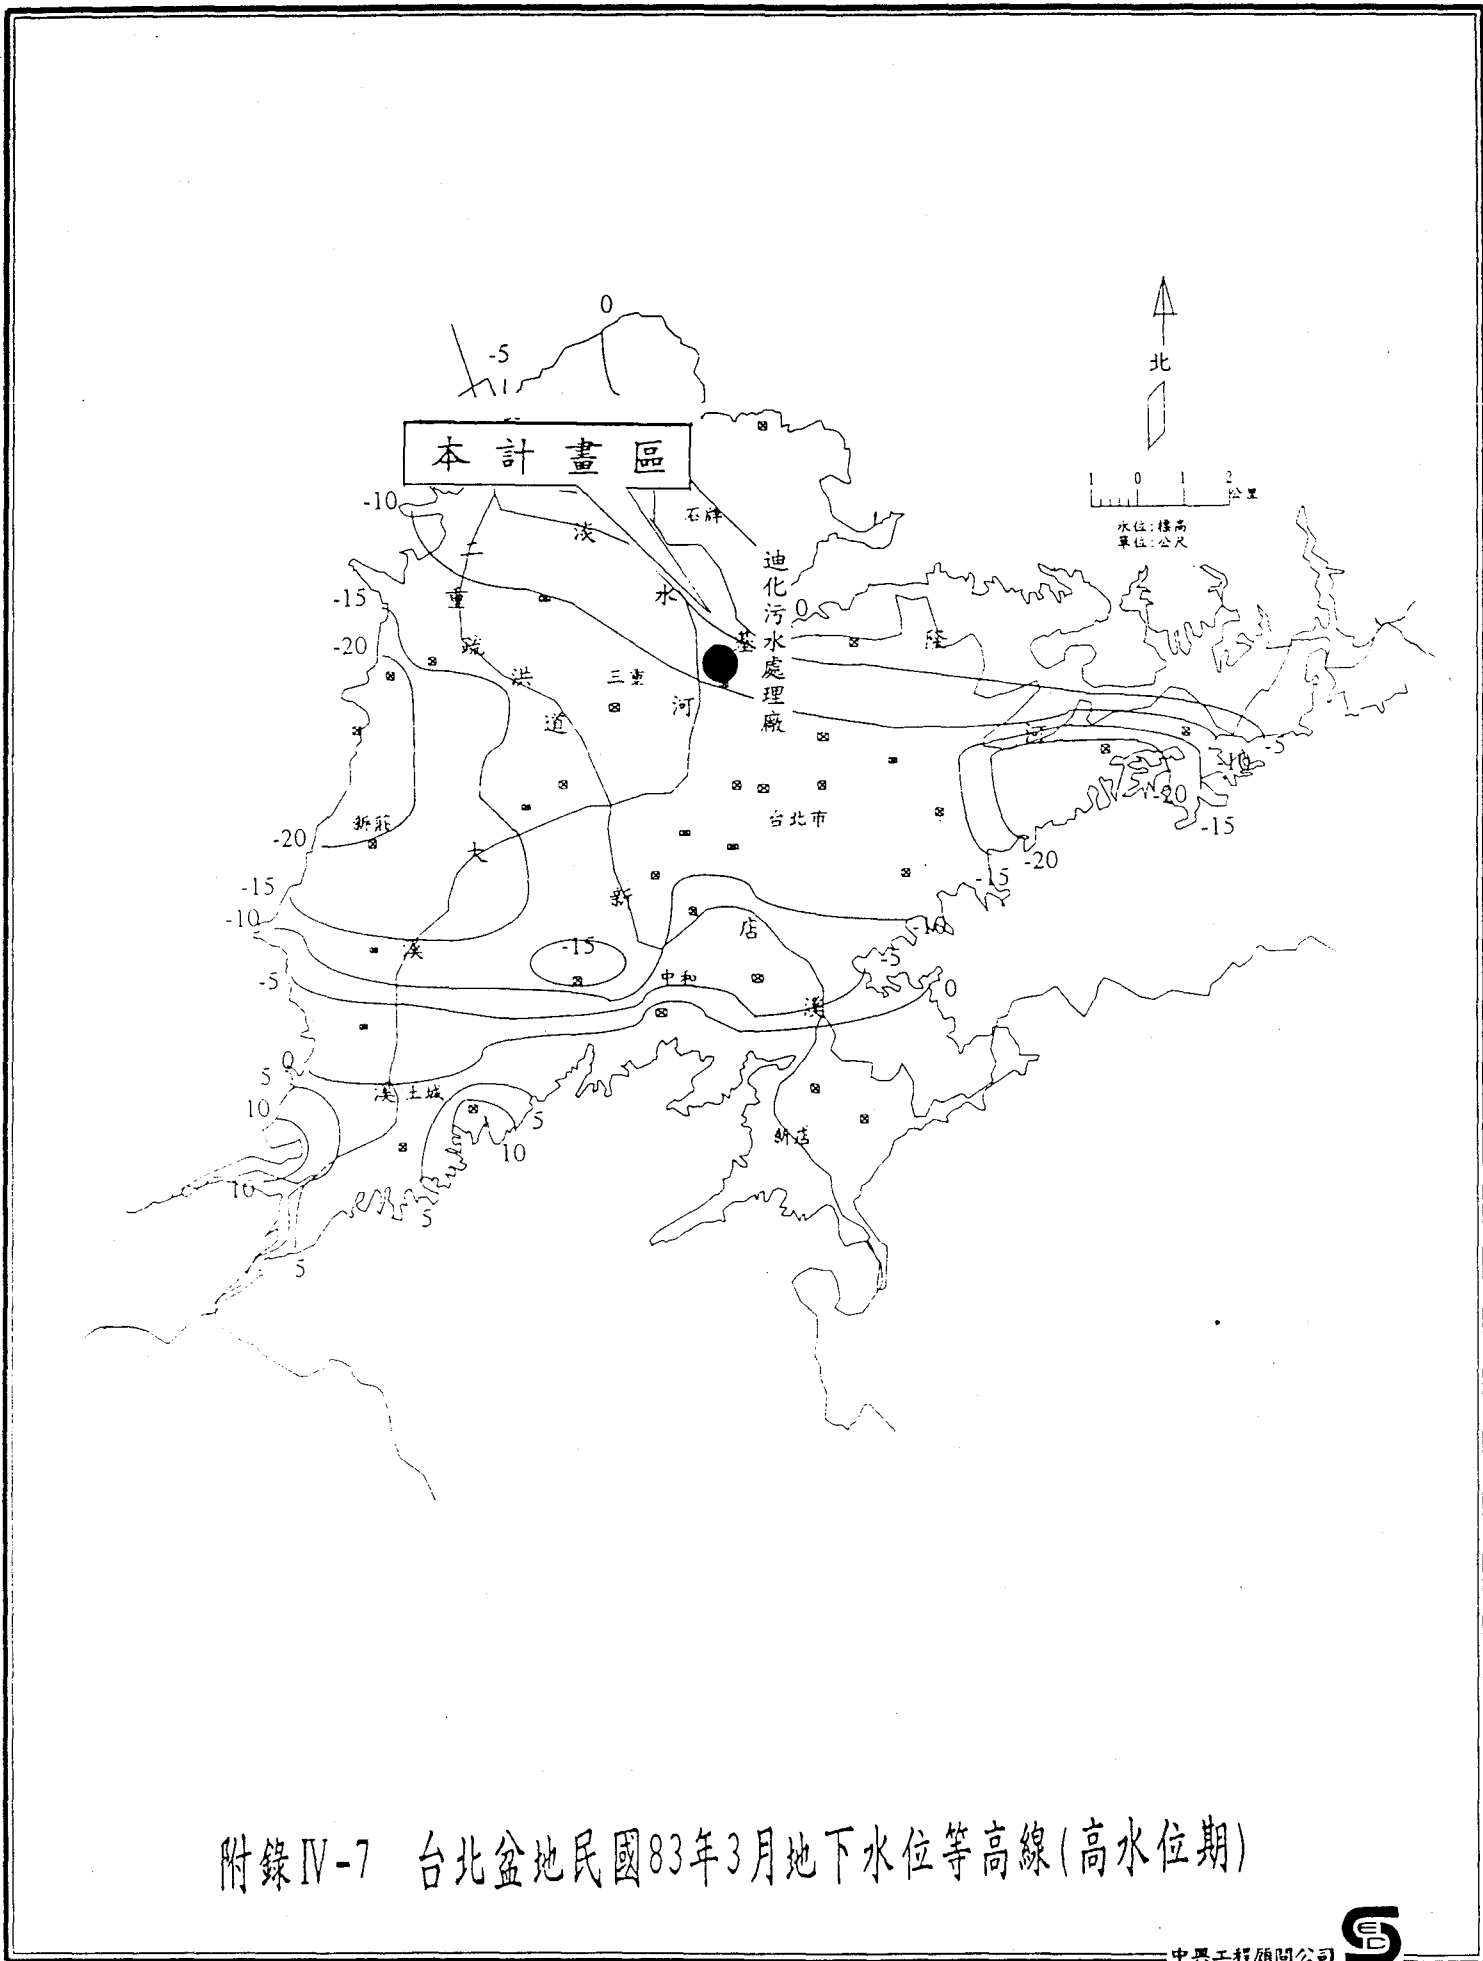 0
-5
北
本計畫區
1 0 1 2 公里
水位:標高
單位:公尺
-10
石牌
淡
二
迪化污水處理廠
-15
重
水
0
-20
疏
基
隆
洪
三重
道
河
河
-5
-10
-20
台北市
-15
新莊
-20
大
-20
-15
-15
新
-10
-10
店
溪
-15
中和
-5
-5
0
溪
0
5
溪
土城
10
5
新店
10
10
5
5
附錄IV-7 台北盆地民國83年3月地下水位等高線(高水位期)
中興工程顧問公司